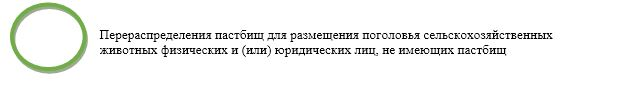 Перераспределения пастбищ для размещения поголовья сельскохозяйственных
животных физических и (или) юридических лиц, не имеющих пастбищ